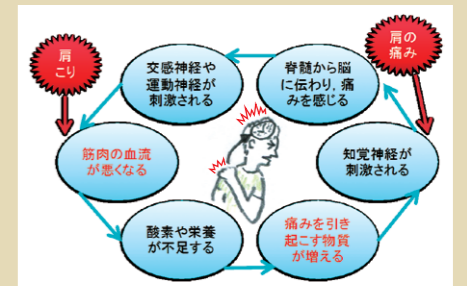 肩
こり
肩の
痛み
交感神経や
運動神経が
刺激される
脊髄から脳
に伝わり，痛
みを感じる
筋肉の血流
が悪くなる
知覚神経が
刺激される
酸素や栄養
が不足する
痛みを引き
起こす物質
が増える